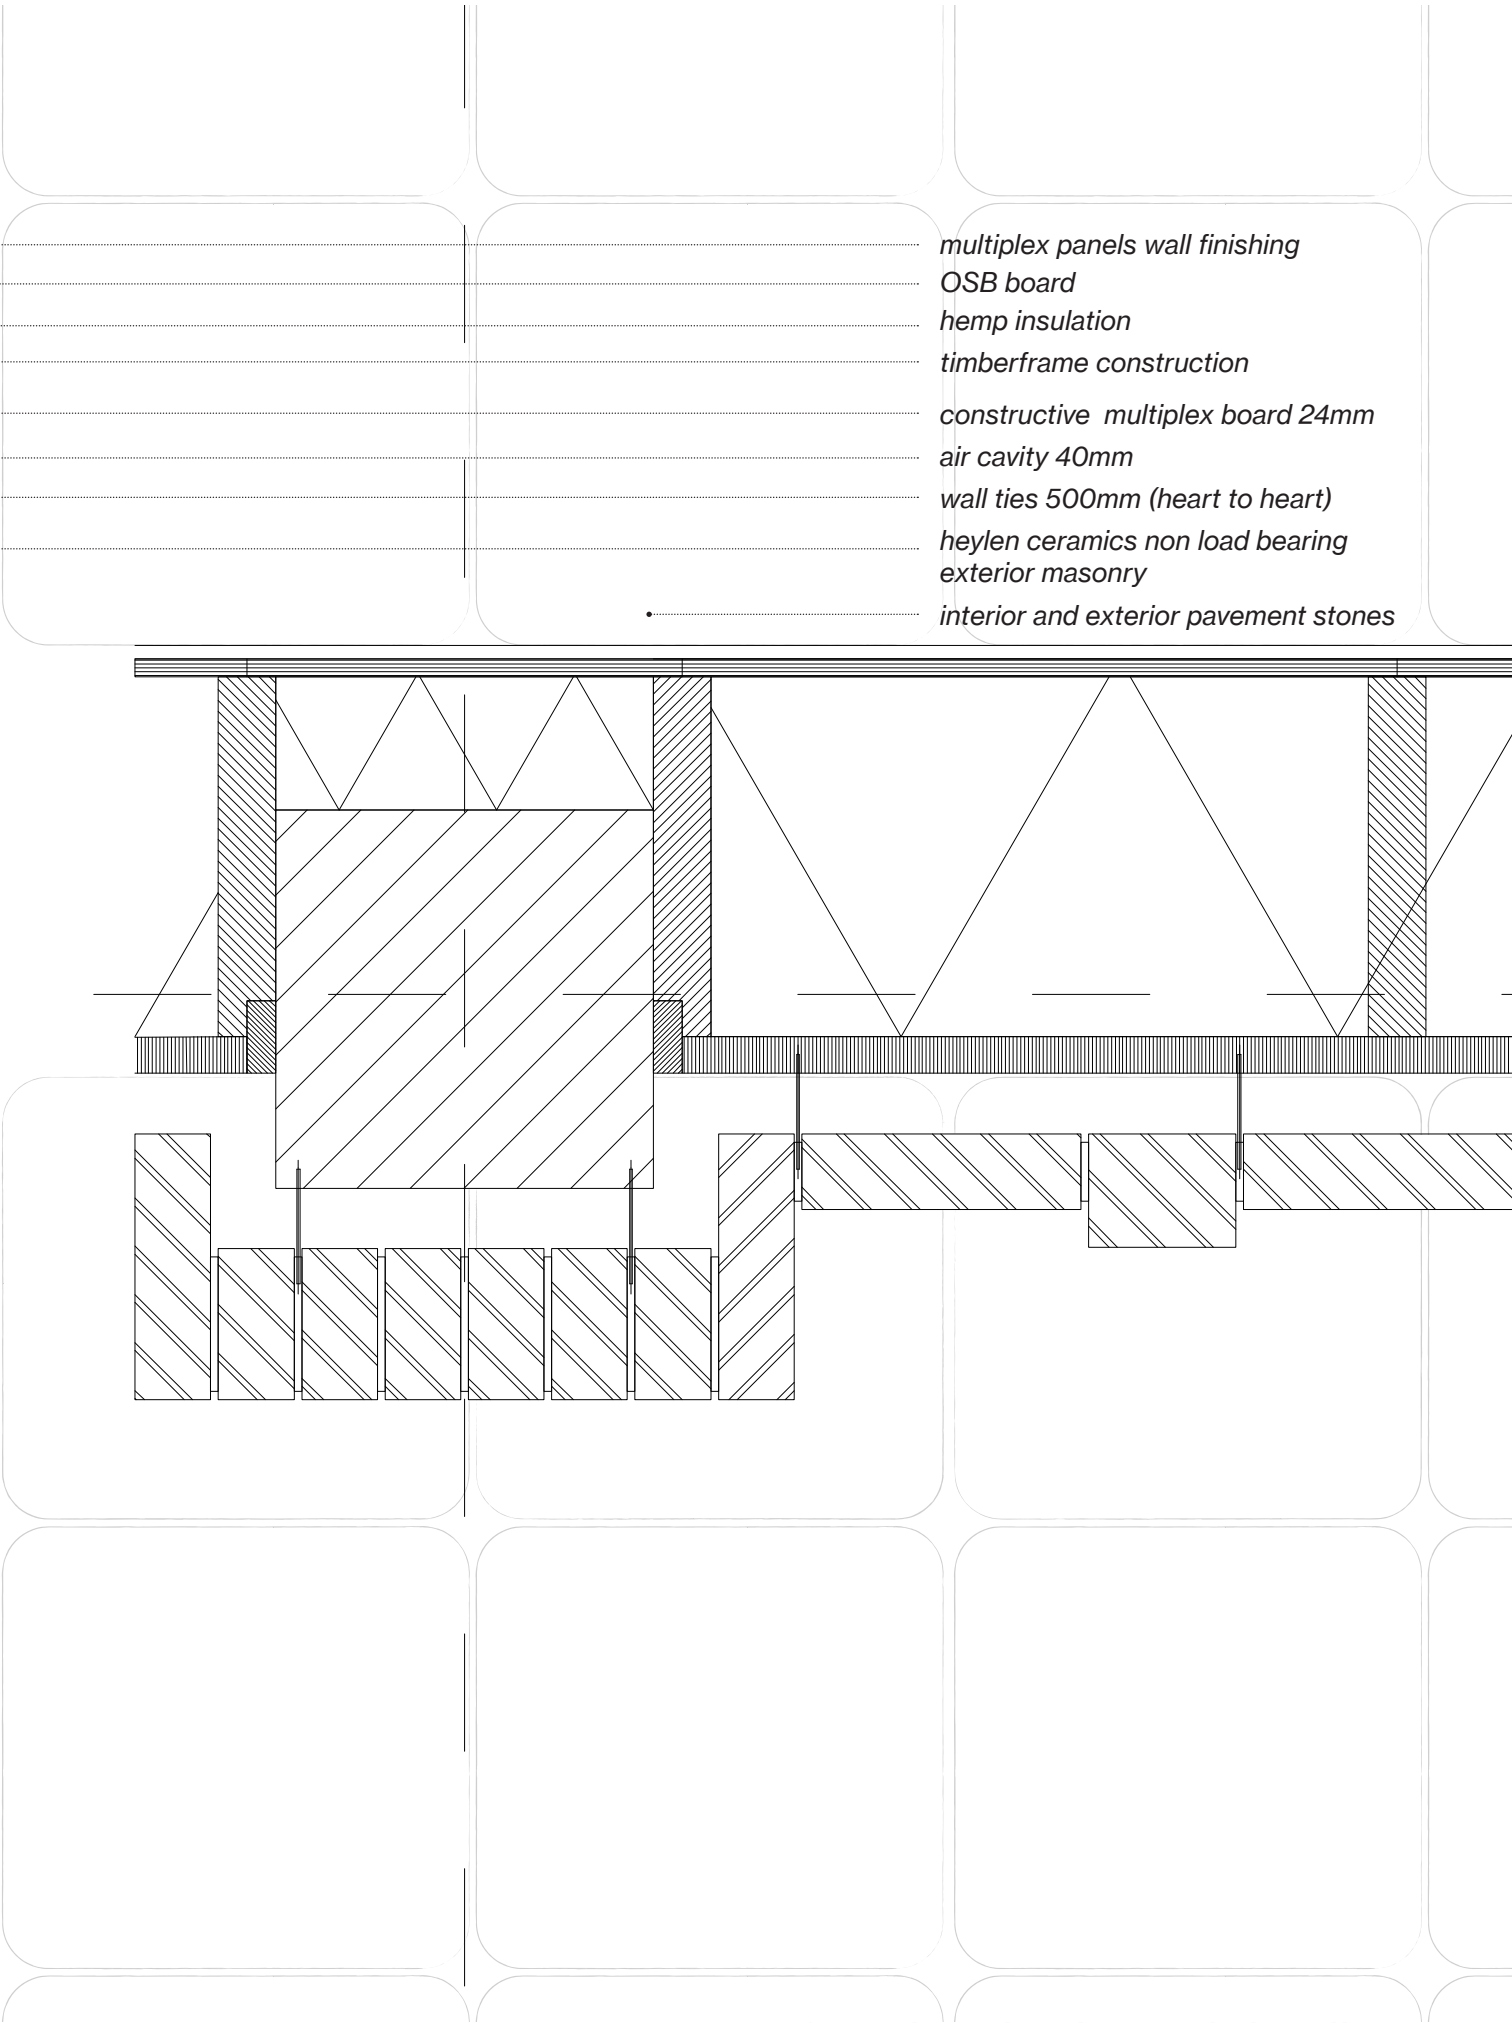 multiplex panels wall finishing
OSB board
hemp insulation
timberframe construction
constructive  multiplex board 24mm
air cavity 40mm
wall ties 500mm (heart to heart)
heylen ceramics non load bearing
exterior masonry
interior and exterior pavement stones